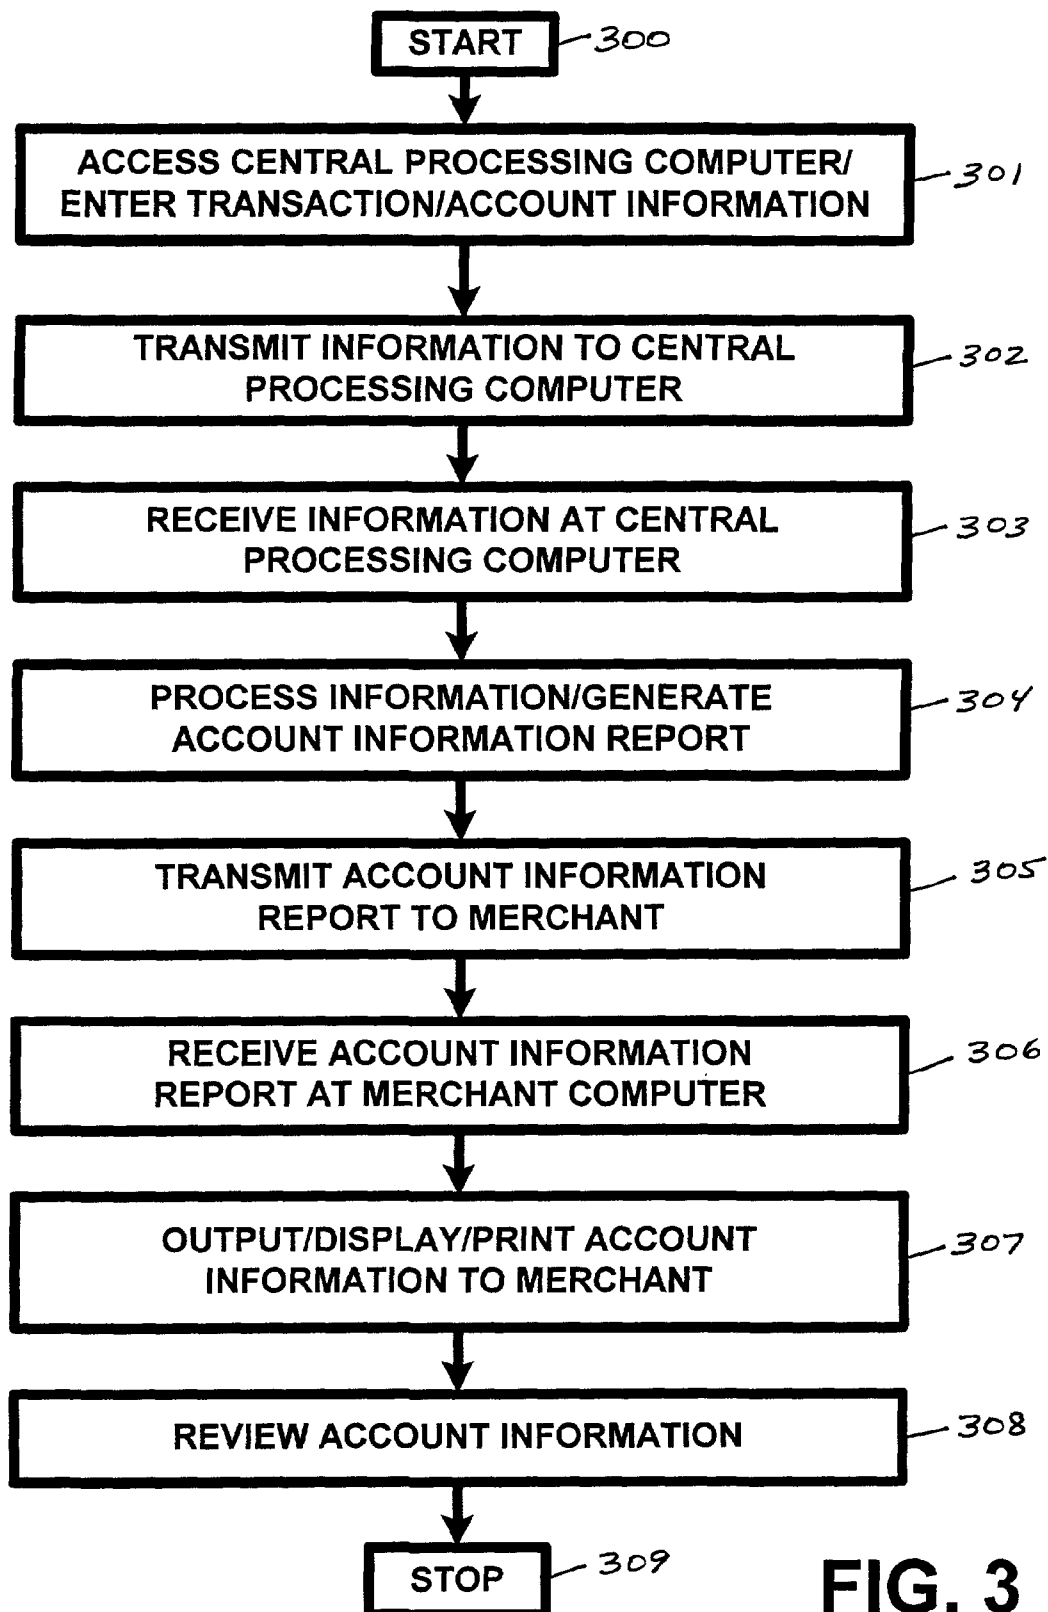 START
300
ACCESS CENTRAL PROCESSING COMPUTER/
ENTER TRANSACTION/ACCOUNT INFORMATION
301
TRANSMIT INFORMATION TO CENTRAL
PROCESSING COMPUTER
302
RECEIVE INFORMATION AT CENTRAL
PROCESSING COMPUTER
303
PROCESS INFORMATION/GENERATE
ACCOUNT INFORMATION REPORT
304
TRANSMIT ACCOUNT INFORMATION
REPORT TO MERCHANT
305
RECEIVE ACCOUNT INFORMATION
REPORT AT MERCHANT COMPUTER
306
OUTPUT/DISPLAY/PRINT ACCOUNT
INFORMATION TO MERCHANT
307
REVIEW ACCOUNT INFORMATION
308
STOP
309
FIG. 3